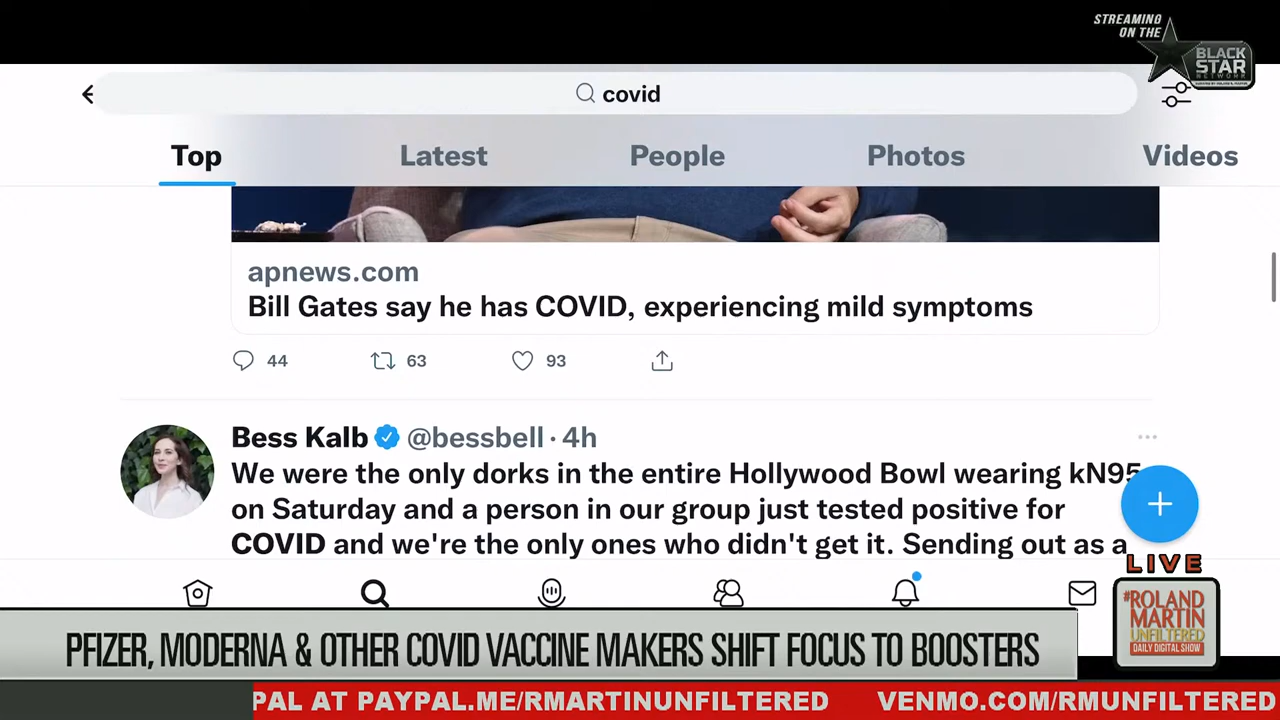 STREAMING
ON THE
BLACK
STAR
NETWORK
covid
Top
Latest
People
Photos
Videos
apnews.com
Bill Gates say he has COVID, experiencing mild symptoms
44
63
93
Bess Kalb @bessbell · 4h
We were the only dorks in the entire Hollywood Bowl wearing kN95
on Saturday and a person in our group just tested positive for
COVID and we're the only ones who didn't get it. Sending out as a
LIVE
#ROLAND
MARTIN
UNFILTERED
DAILY DIGITAL SHOW
PFIZER, MODERNA & OTHER COVID VACCINE MAKERS SHIFT FOCUS TO BOOSTERS
PAL AT PAYPAL.ME/RMARTINUNFILTERED VENMO.COM/RMUNFILTERED